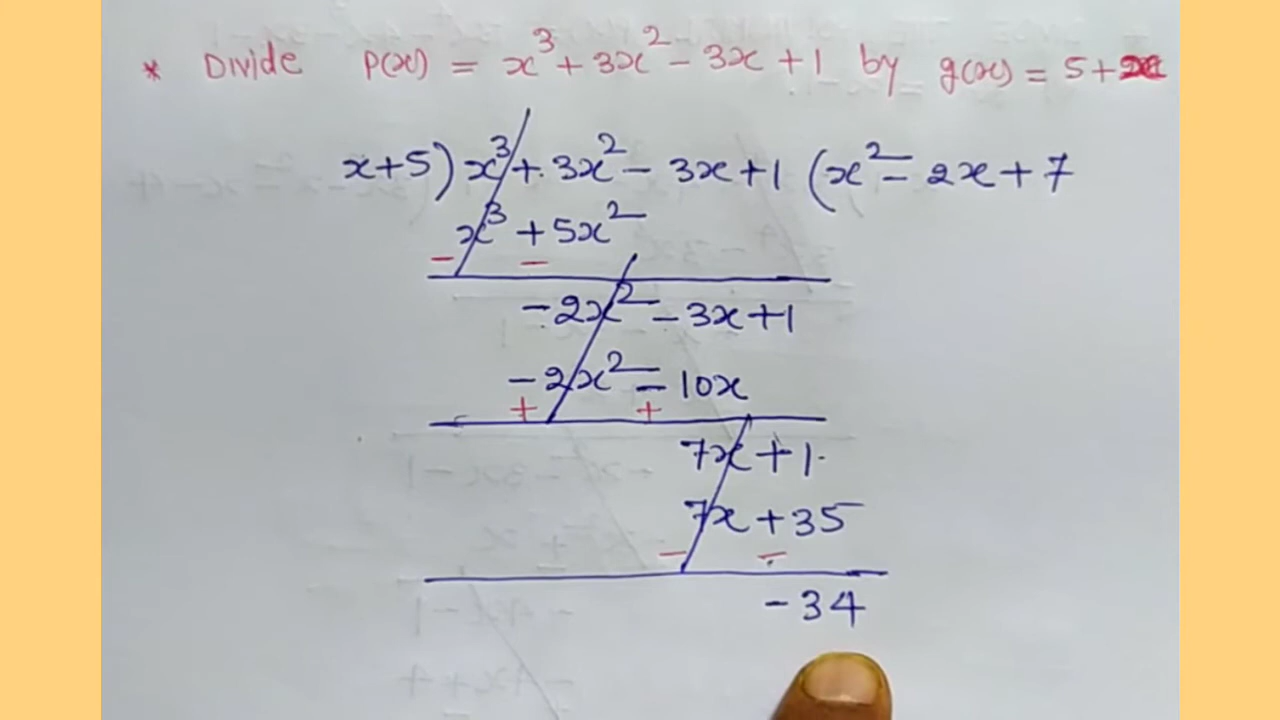 * Divide P(x) = x³ + 3x² - 3x + 1 by g(x) = 5 + x
x+5) x³ + 3x² - 3x + 1 (x² - 2x + 7
x³ + 5x²
- -
-2x² - 3x + 1
-2x² - 10x
+ +
7x + 1
7x + 35
- -
-34